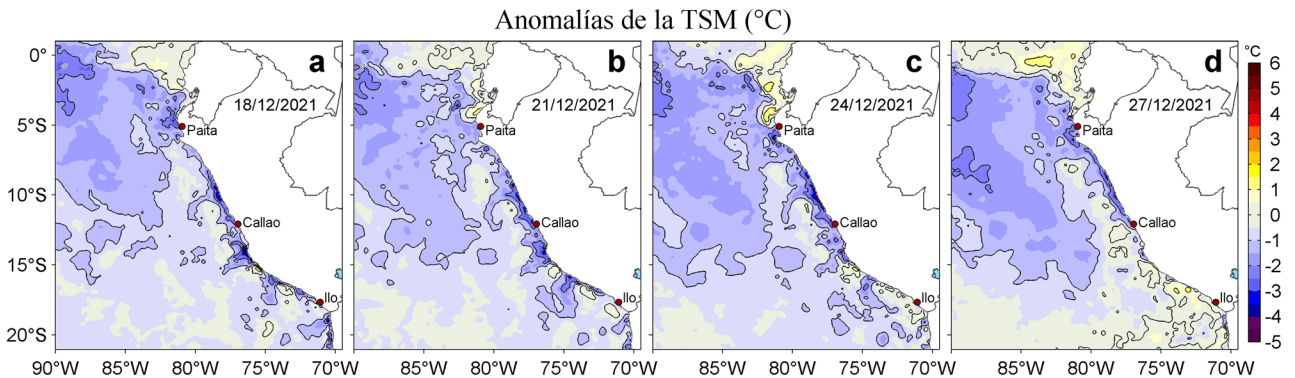 Anomalías de la TSM (°C)
a
b
c
d
18/12/2021
21/12/2021
24/12/2021
27/12/2021
Paita
Callao
Ilo
Paita
Callao
Ilo
Paita
Callao
Ilo
Paita
Callao
Ilo
0°
5°S
10°S
15°S
20°S
90°W
85°W
80°W
75°W
70°W
85°W
80°W
75°W
70°W
85°W
80°W
75°W
70°W
85°W
80°W
75°W
70°W
°C
6
5
4
3
2
1
0
-1
-2
-3
-4
-5